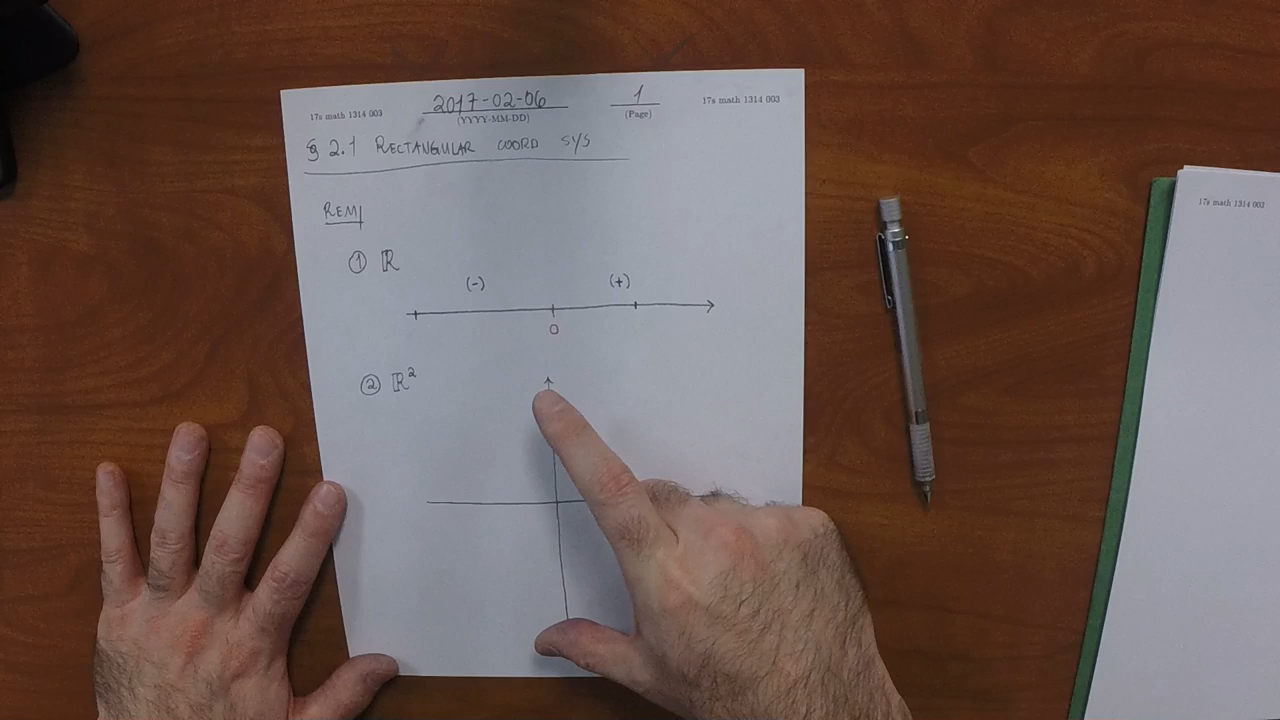 17s math 1314 003 2017-02-06 1 17s math 1314 003
(YYYY-MM-DD) (Page)
§ 2.1 RECTANGULAR COORD SYS
REM
① ℝ
(-) (+)
0
② ℝ²
17s math 1314 003